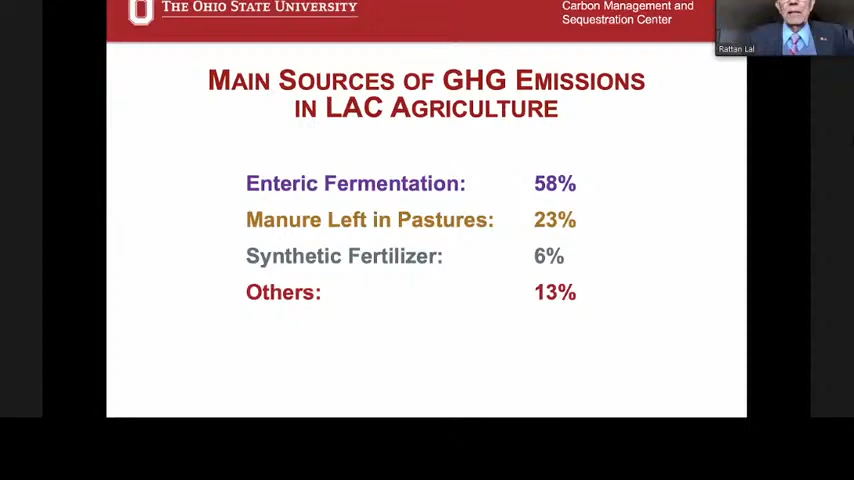 THE OHIO STATE UNIVERSITY
Carbon Management and
Sequestration Center
Rattan Lal
MAIN SOURCES OF GHG EMISSIONS
IN LAC AGRICULTURE
Enteric Fermentation: 58%
Manure Left in Pastures: 23%
Synthetic Fertilizer: 6%
Others: 13%